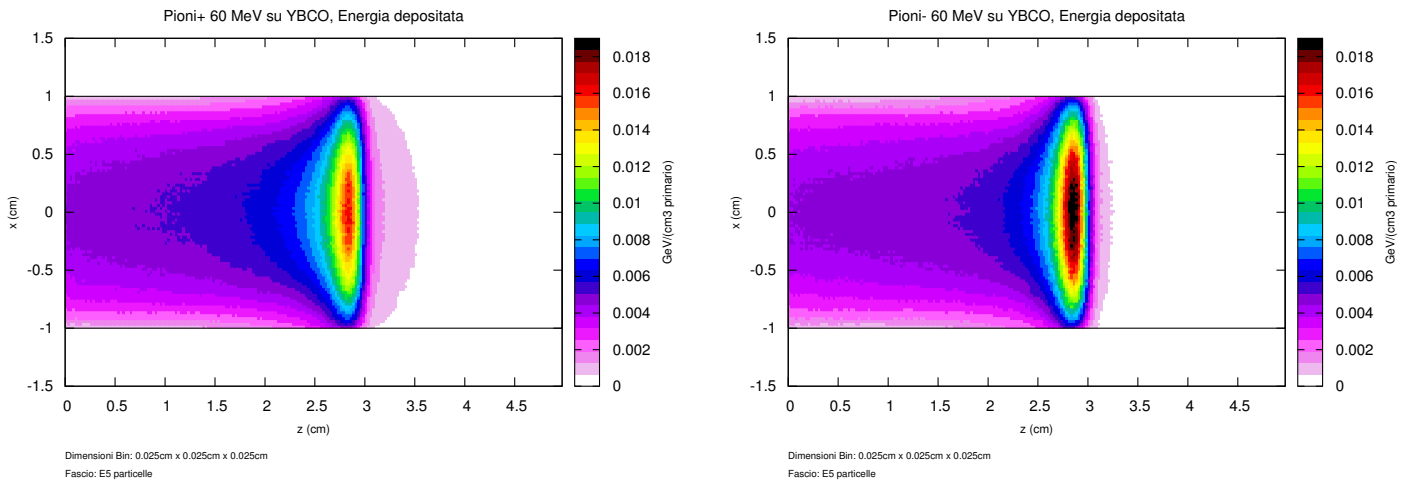 Pioni+ 60 MeV su YBCO, Energia depositata
1.5
1
0.5
0
-0.5
-1
-1.5
x (cm)
0 0.5 1 1.5 2 2.5 3 3.5 4 4.5
z (cm)
0.018
0.016
0.014
0.012
0.01
0.008
0.006
0.004
0.002
0
GeV/(cm3 primario)
Dimensioni Bin: 0.025cm x 0.025cm x 0.025cm
Fascio: E5 particelle
Pioni- 60 MeV su YBCO, Energia depositata
1.5
1
0.5
0
-0.5
-1
-1.5
x (cm)
0 0.5 1 1.5 2 2.5 3 3.5 4 4.5
z (cm)
0.018
0.016
0.014
0.012
0.01
0.008
0.006
0.004
0.002
0
GeV/(cm3 primario)
Dimensioni Bin: 0.025cm x 0.025cm x 0.025cm
Fascio: E5 particelle